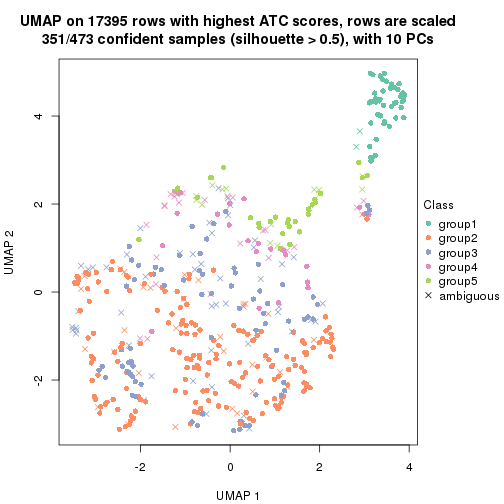 UMAP on 17395 rows with highest ATC scores, rows are scaled
351/473 confident samples (silhouette > 0.5), with 10 PCs
4
2
0
-2
UMAP 2
-2
0
2
4
UMAP 1
Class
group1
group2
group3
group4
group5
ambiguous